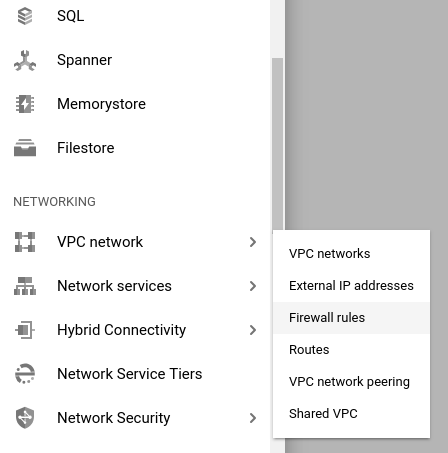 SQL
Spanner
Memorystore
Filestore
NETWORKING
VPC network
Network services
Hybrid Connectivity
Network Service Tiers
Network Security
VPC networks
External IP addresses
Firewall rules
Routes
VPC network peering
Shared VPC